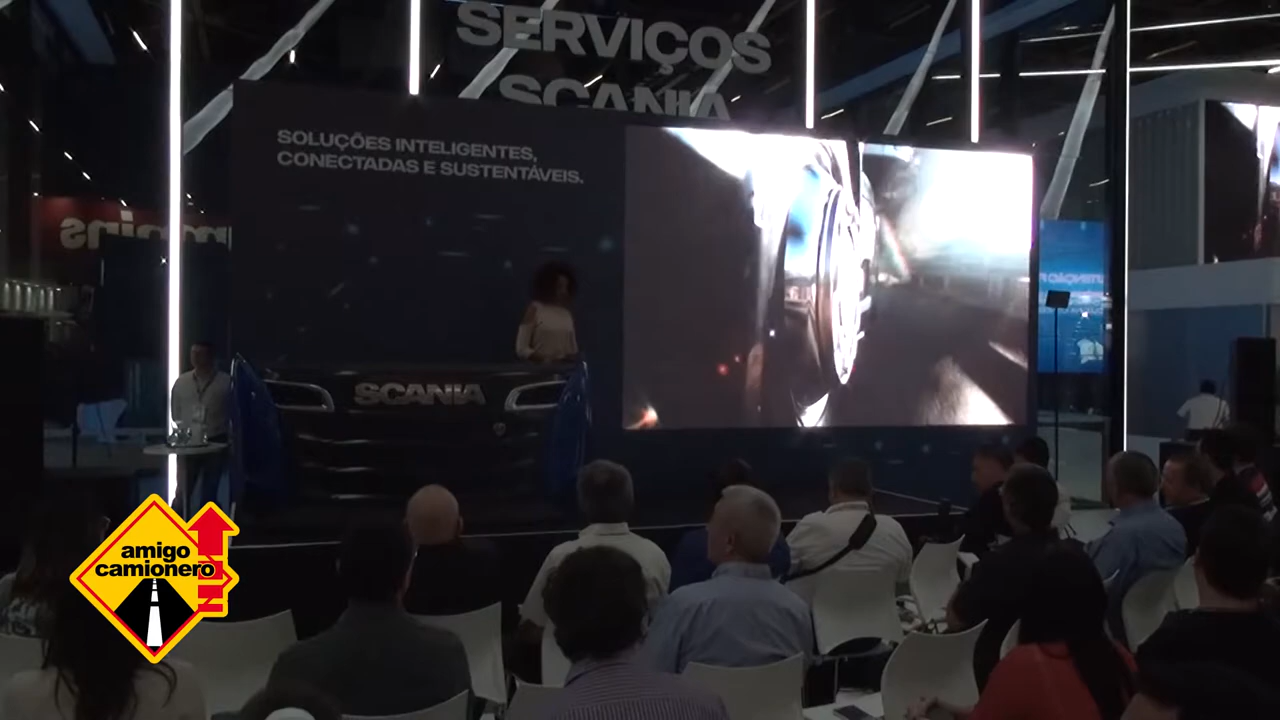 SERVIÇOS
SCANIA
SOLUÇÕES INTELIGENTES,
CONECTADAS E SUSTENTÁVEIS.
SCANIA
amigo
camionero